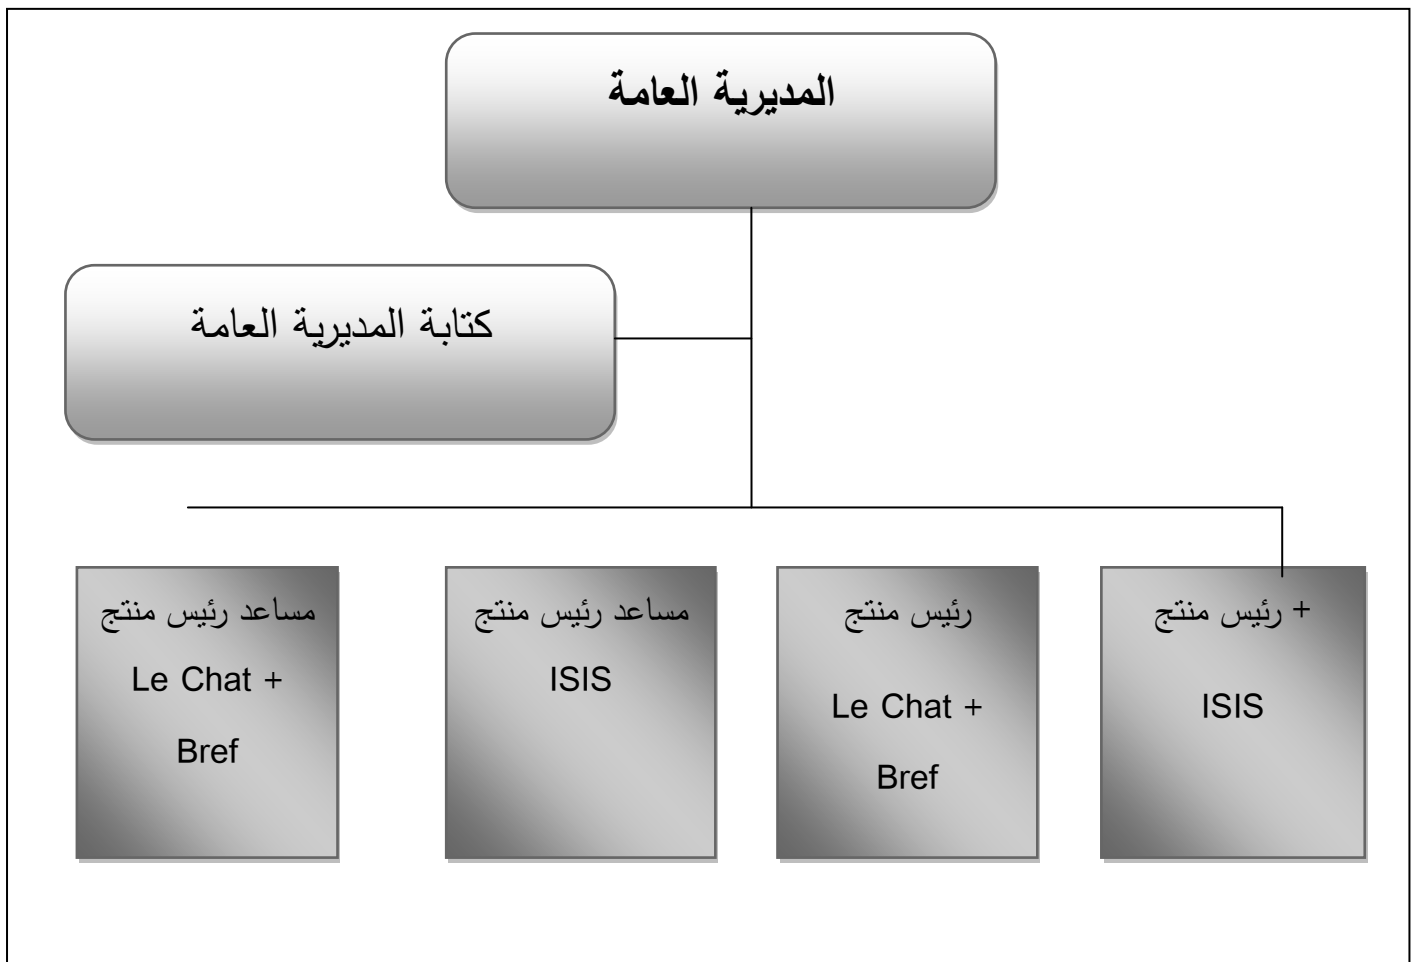 المديرية العامة
كتابة المديرية العامة
+ رئيس منتج
ISIS
رئيس منتج
Le Chat +
Bref
مساعد رئيس منتج
ISIS
مساعد رئيس منتج
Le Chat +
Bref